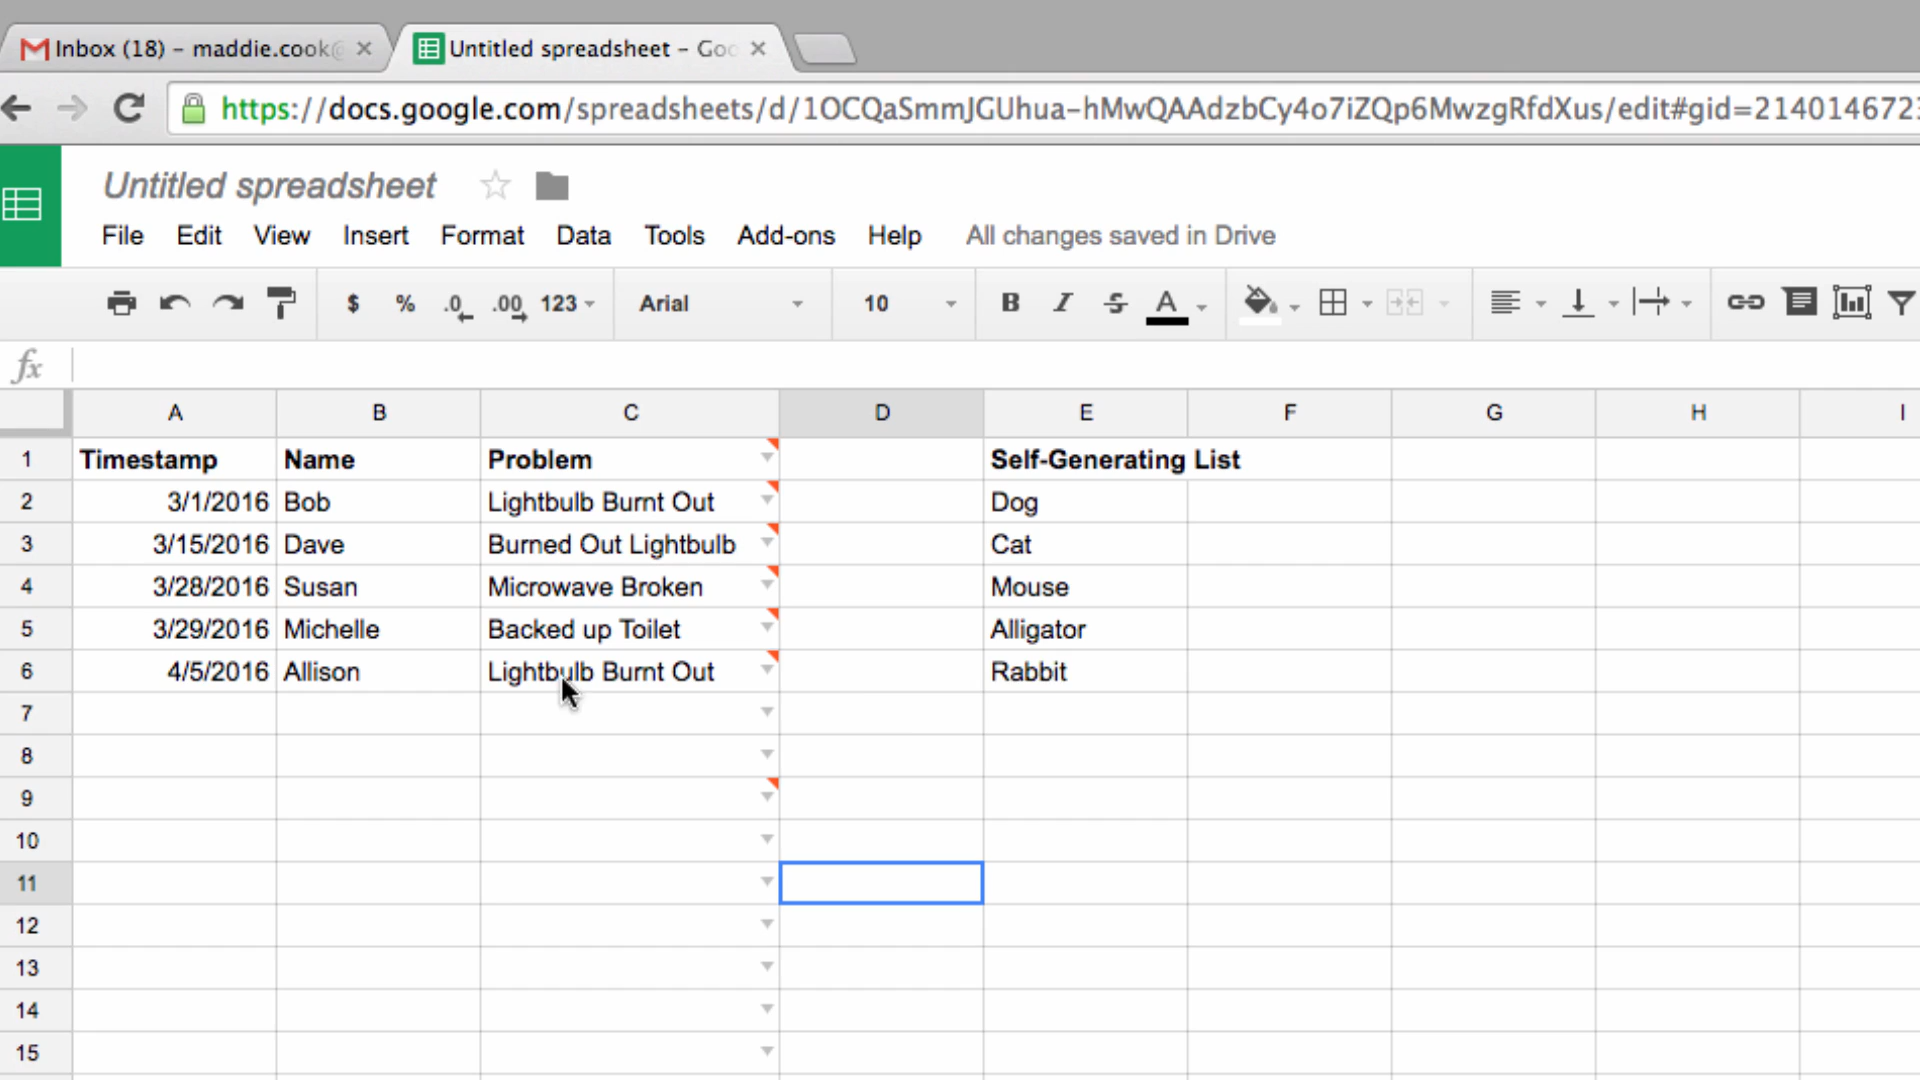 Inbox (18) – maddie.cook@
Untitled spreadsheet – Goo
https://docs.google.com/spreadsheets/d/1OCQaSmmJGUhua-hMwQAAdzbCy4o7iZQp6MwzgRfdXus/edit#gid=214014672
Untitled spreadsheet
File Edit View Insert Format Data Tools Add-ons Help All changes saved in Drive
$ % .0 .00 123 Arial 10 B I S A
fx
A B C D E F G H I
1 Timestamp Name Problem Self-Generating List
2 3/1/2016 Bob Lightbulb Burnt Out Dog
3 3/15/2016 Dave Burned Out Lightbulb Cat
4 3/28/2016 Susan Microwave Broken Mouse
5 3/29/2016 Michelle Backed up Toilet Alligator
6 4/5/2016 Allison Lightbulb Burnt Out Rabbit
7
8
9
10
11
12
13
14
15